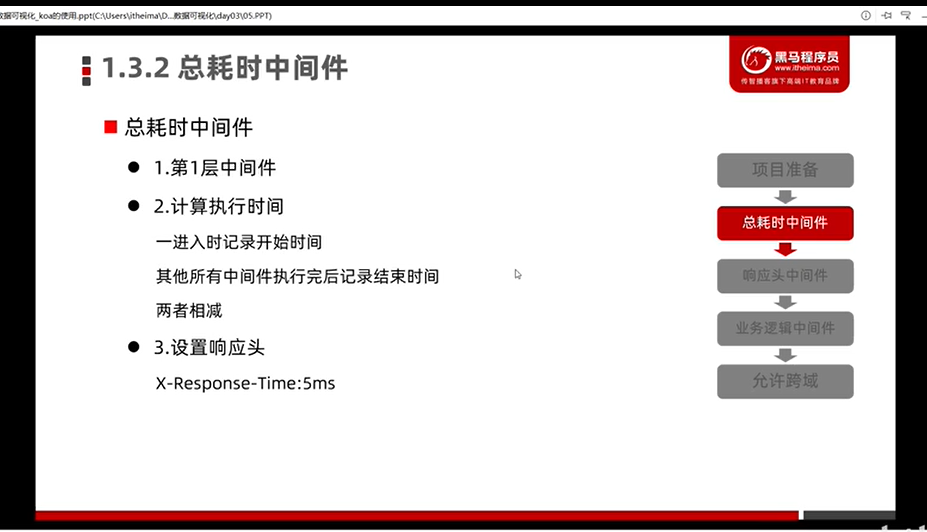 数据可视化_koa的使用.ppt(C:\Users\itheima\D...数据可视化\day03\05.PPT)
1.3.2 总耗时中间件
黑马程序员
www.itheima.com
传智播客旗下高端IT教育品牌
总耗时中间件
1.第1层中间件
2.计算执行时间
一进入时记录开始时间
其他所有中间件执行完后记录结束时间
两者相减
3.设置响应头
X-Response-Time:5ms
项目准备
总耗时中间件
响应头中间件
业务逻辑中间件
允许跨域